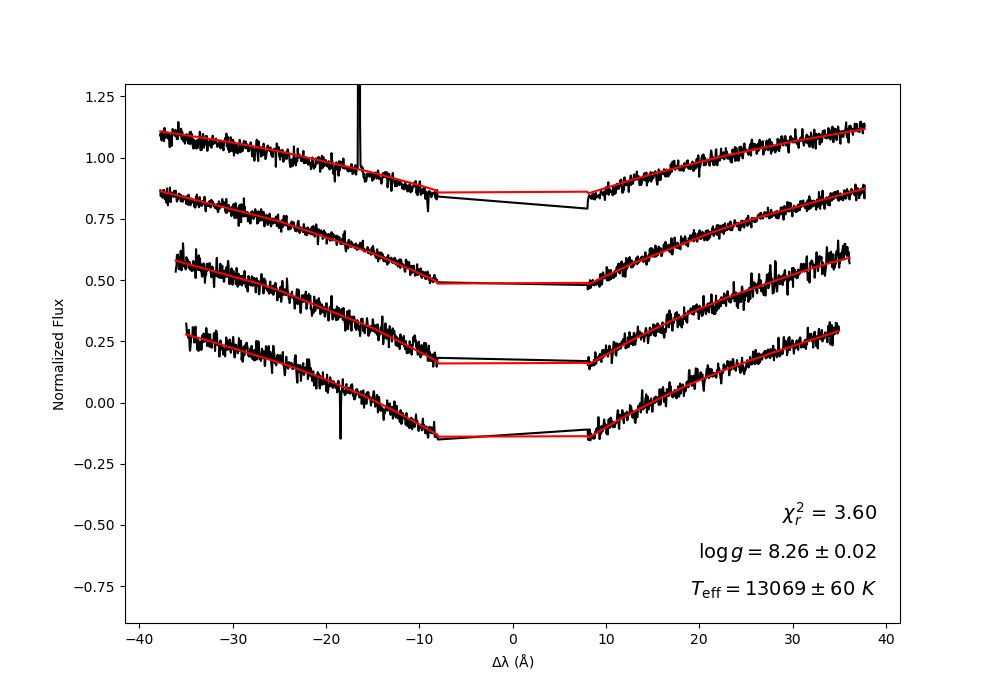 1.25
1.00
0.75
0.50
0.25
0.00
−0.25
−0.50
−0.75
Normalized Flux
χ²ᵣ = 3.60
log g = 8.26 ± 0.02
T_eff = 13069 ± 60 K
−40 −30 −20 −10 0 10 20 30 40
Δλ (Å)